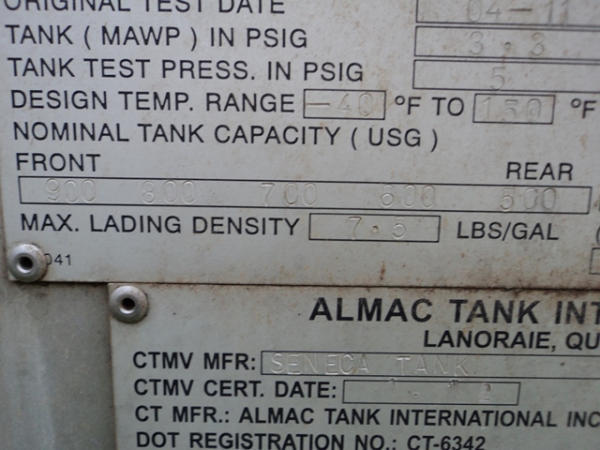 ORIGINAL TEST DATE 04-11
TANK ( MAWP ) IN PSIG 3.3
TANK TEST PRESS. IN PSIG 5
DESIGN TEMP. RANGE -40 °F TO 150 °F
NOMINAL TANK CAPACITY ( USG )
FRONT REAR
900 800 700 600 500
MAX. LADING DENSITY 7.5 LBS/GAL
041
ALMAC TANK INT
LANORAIE, QU
CTMV MFR: SENECA TANK
CTMV CERT. DATE:
CT MFR.: ALMAC TANK INTERNATIONAL INC
DOT REGISTRATION NO.: CT-6342